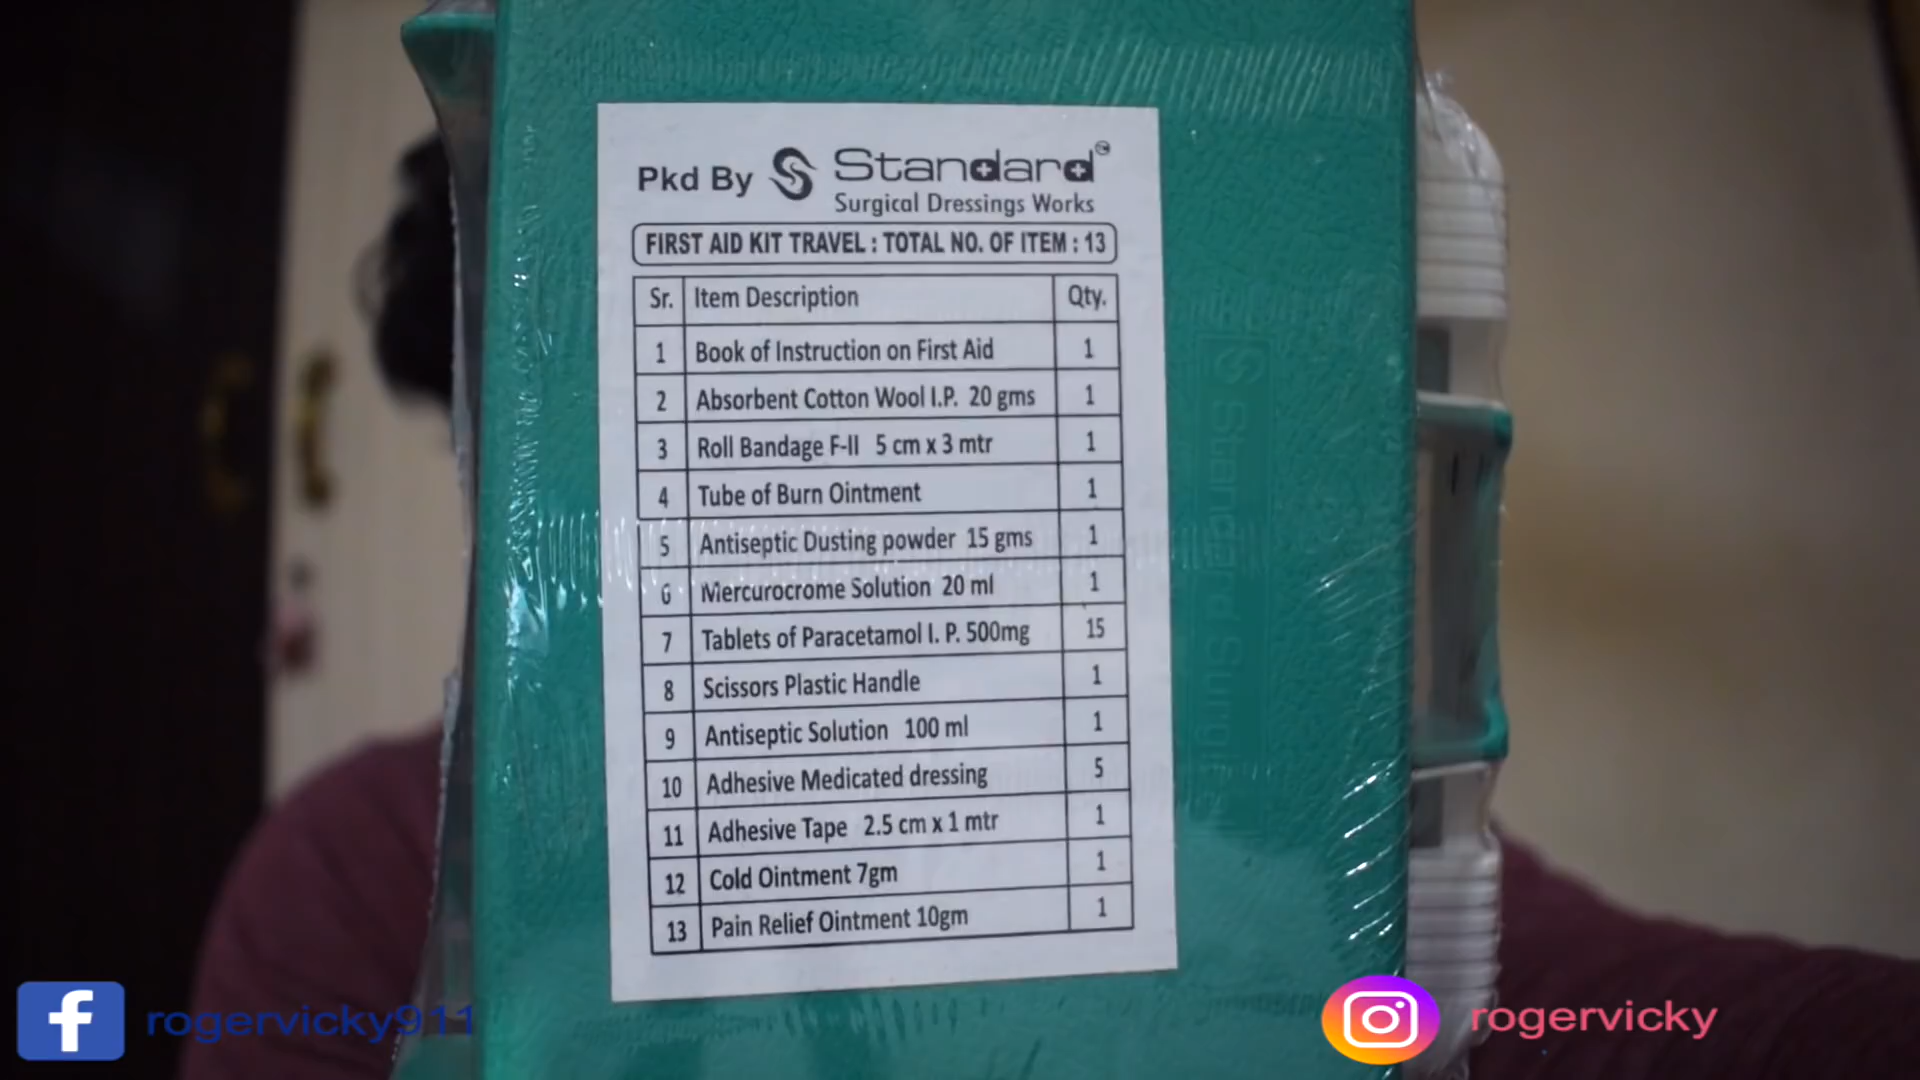 Pkd By Standard™
Surgical Dressings Works
FIRST AID KIT TRAVEL : TOTAL NO. OF ITEM : 13
Sr. Item Description Qty.
1 Book of Instruction on First Aid 1
2 Absorbent Cotton Wool I.P. 20 gms 1
3 Roll Bandage F-II 5 cm x 3 mtr 1
4 Tube of Burn Ointment 1
5 Antiseptic Dusting powder 15 gms 1
6 Mercurocrome Solution 20 ml 1
7 Tablets of Paracetamol I. P. 500mg 15
8 Scissors Plastic Handle 1
9 Antiseptic Solution 100 ml 1
10 Adhesive Medicated dressing 5
11 Adhesive Tape 2.5 cm x 1 mtr 1
12 Cold Ointment 7gm 1
13 Pain Relief Ointment 10gm 1
Standard Surgical
f rogervicky911
rogervicky